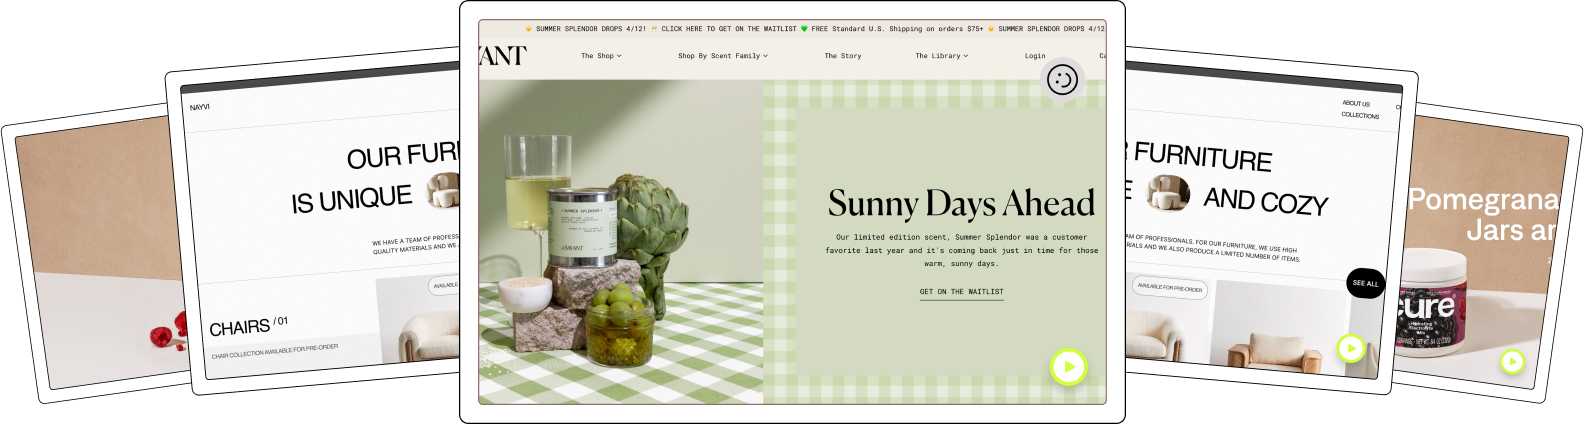 SUMMER SPLENDOR DROPS 4/12! CLICK HERE TO GET ON THE WAITLIST FREE Standard U.S. Shipping on orders $75+ SUMMER SPLENDOR DROPS 4/12
The Shop Shop By Scent Family The Story The Library Login
Sunny Days Ahead
Our limited edition scent, Summer Splendor was a customer
favorite last year and it's coming back just in time for those
warm, sunny days.
GET ON THE WAITLIST
SUMMER SPLENDOR
NAYVI
OUR FUR
IS UNIQUE
WE HAVE A TEAM OF PROFESS
QUALITY MATERIALS AND WE
AVAILABLE
CHAIRS / 01
CHAIR COLLECTION AVAILABLE FOR PRE-ORDER
ABOUT US
COLLECTIONS
FURNITURE
E AND COZY
AM OF PROFESSIONALS. FOR OUR FURNITURE, WE USE HIGH
RIALS AND WE ALSO PRODUCE A LIMITED NUMBER OF ITEMS.
AVAILABLE FOR PRE-ORDER
SEE ALL
Pomegrana
Jars ar
cure
Hydrating
Electrolyte
Mix